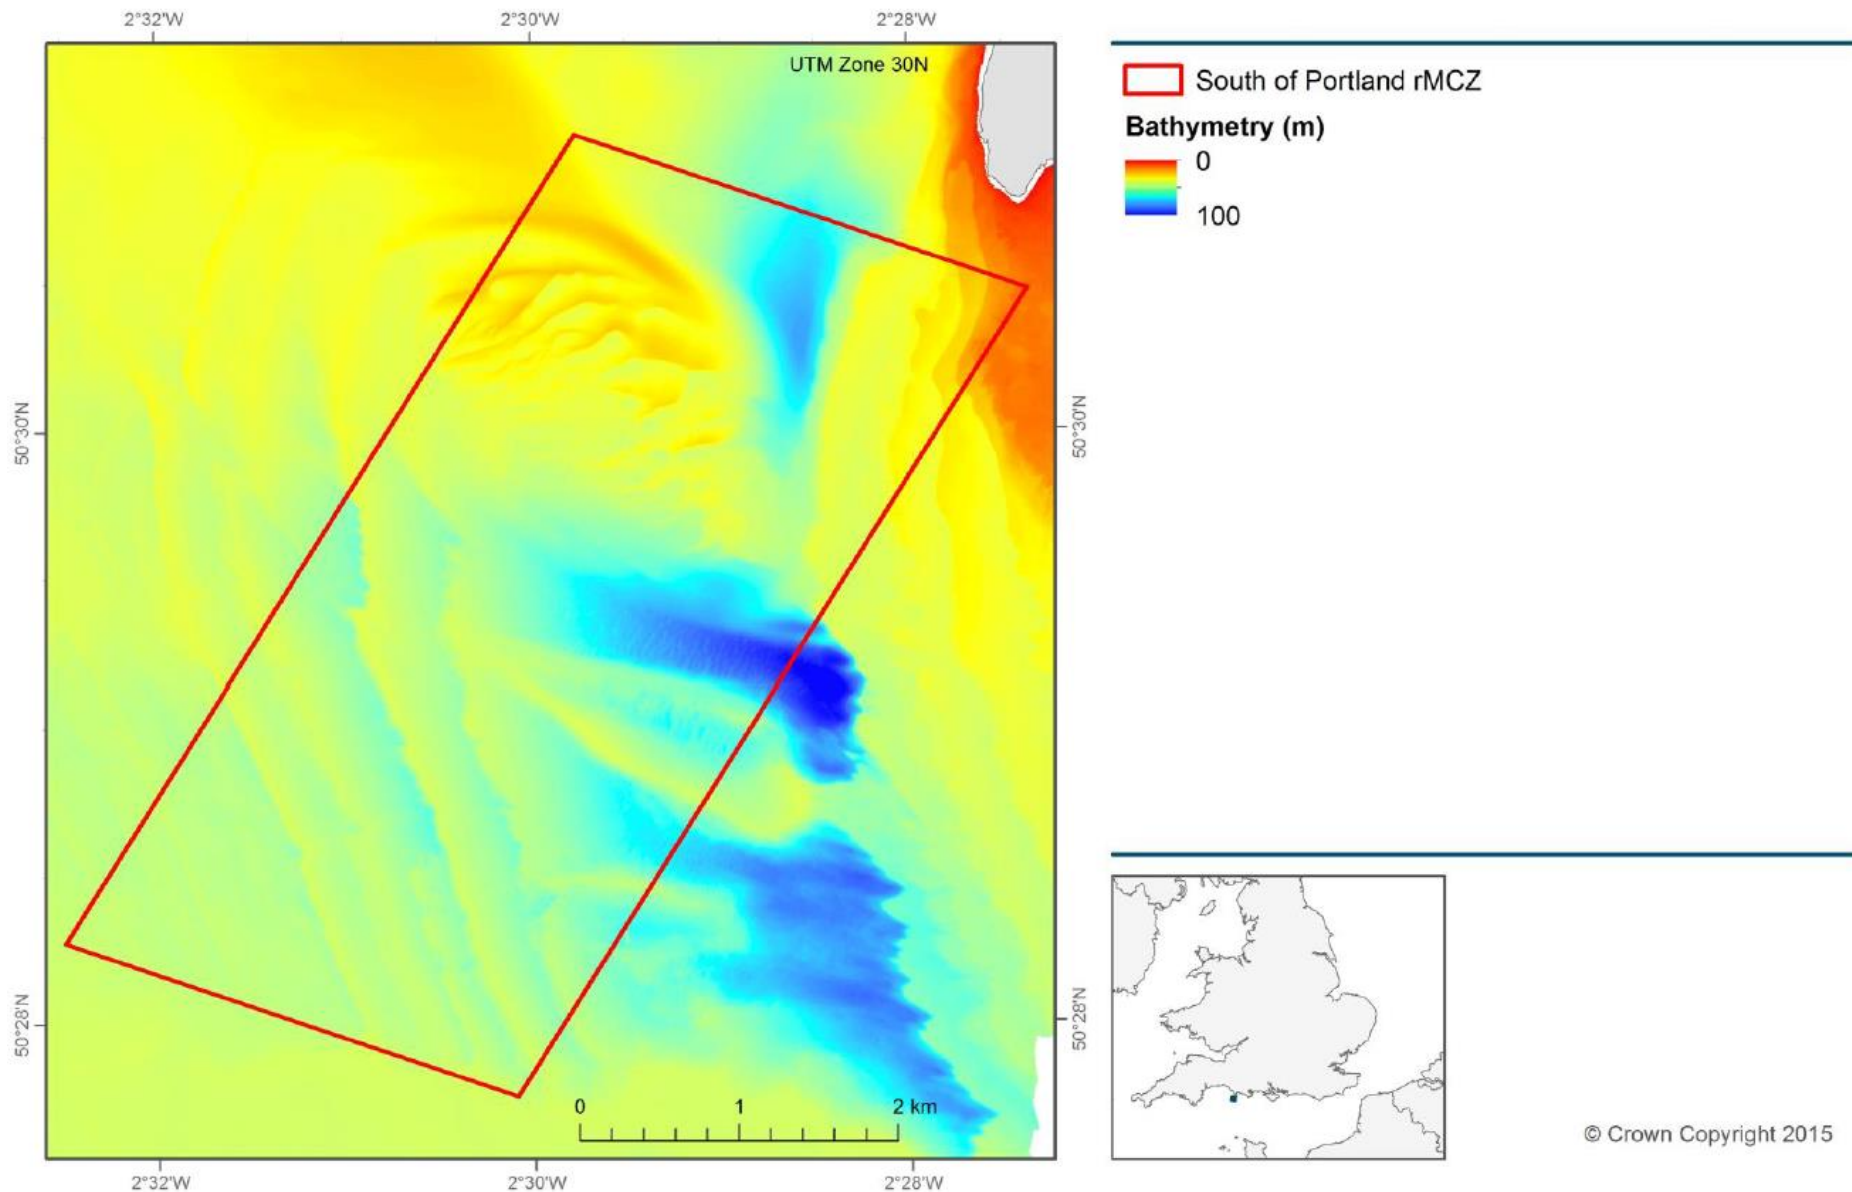 2°32'W 2°30'W 2°28'W
UTM Zone 30N
50°30'N
50°28'N
50°30'N
50°28'N
0 1 2 km
2°32'W 2°30'W 2°28'W
South of Portland rMCZ
Bathymetry (m)
0
100
© Crown Copyright 2015